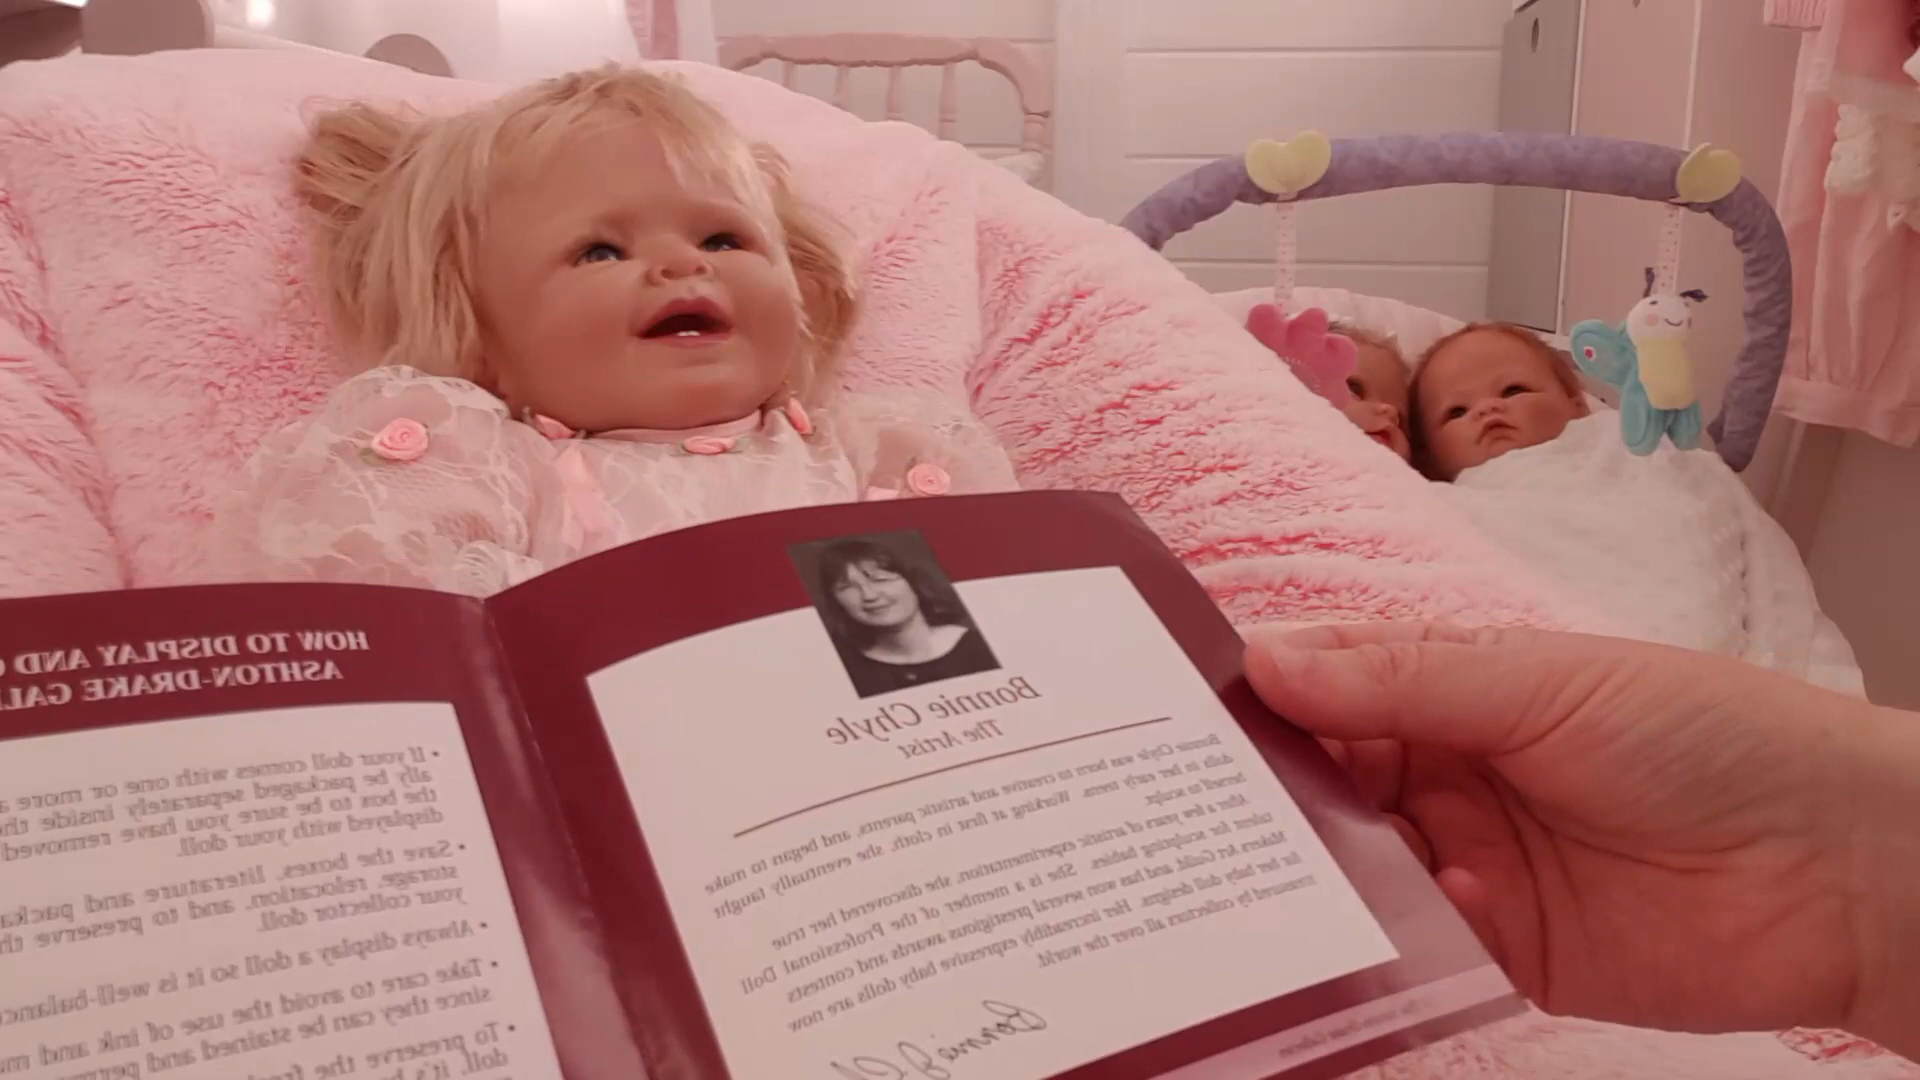 HOW TO DISPLAY AND
ASHTON-DRAKE
• If your doll comes with one or more
ally be packaged separately inside
the box to be sure you have removed
displayed with your doll.
• Save the boxes, literature and
storage, relocation, and to preserve
your collector doll.
• Always display a doll so it is
• Take care to avoid the use of ink and
since they can be stained and
• To preserve the
doll, it's
Bonnie Chyle
The Artist
Bonnie Chyle was born to creative and artistic parents, and began to make
dolls in her early teens. Working at first in cloth, she eventually taught
herself to sculpt.
After a few years of artistic experimentation, she discovered her true
talent for sculpting babies. She is a member of the Professional Doll
Makers Art Guild, and has won several prestigious awards and contests
for her baby doll designs. Her incredibly expressive baby dolls are now
treasured by collectors all over the world.
Bonnie